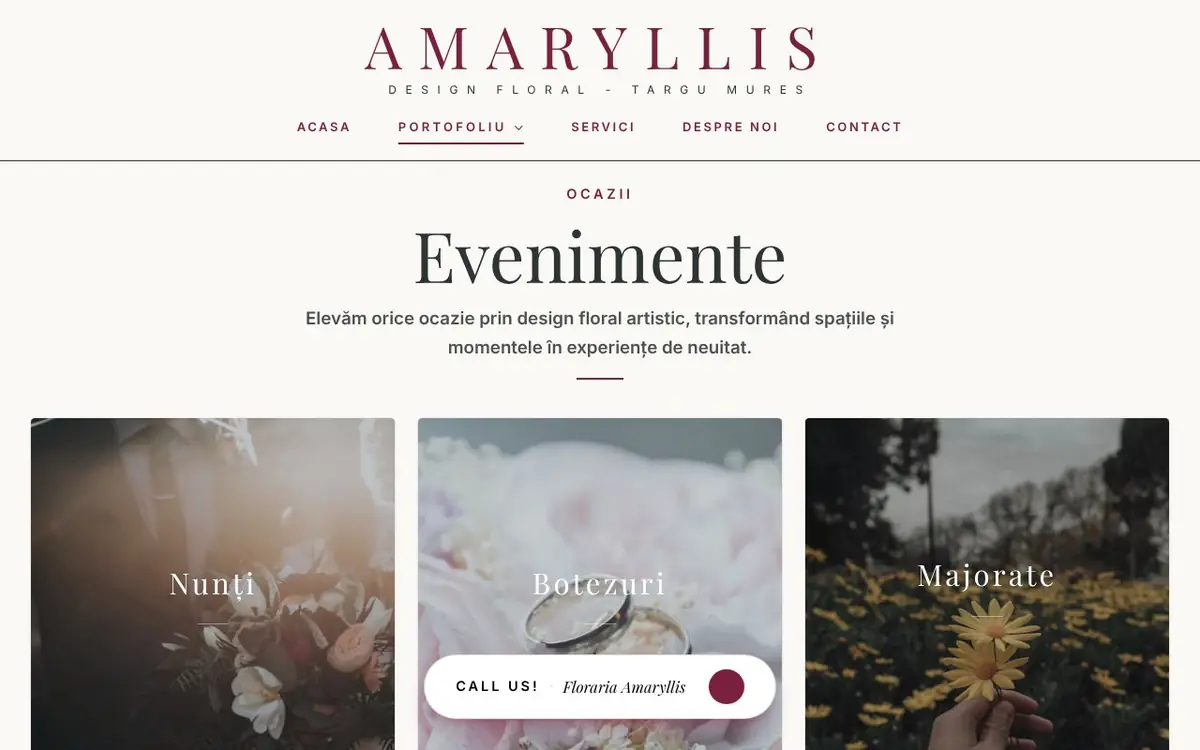 AMARYLLIS
DESIGN FLORAL - TARGU MURES
ACASA PORTOFOLIU SERVICI DESPRE NOI CONTACT
OCAZII
Evenimente
Elevăm orice ocazie prin design floral artistic, transformând spațiile și
momentele în experiențe de neuitat.
Nunți
Botezuri
Majorate
CALL US! · Floraria Amaryllis